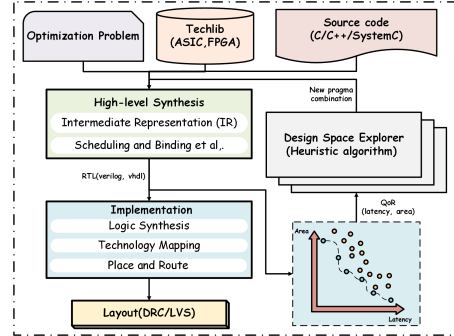 Optimization Problem
Techlib
(ASIC,FPGA)
Source code
(C/C++/SystemC)
New pragma
combination
High-level Synthesis
Intermediate Representation (IR)
Scheduling and Binding et al,.
Design Space Explorer
(Heuristic algorithm)
RTL(verilog, vhdl)
QoR
(latency, area)
Implementation
Logic Synthesis
Technology Mapping
Place and Route
Area
Latency
Layout(DRC/LVS)